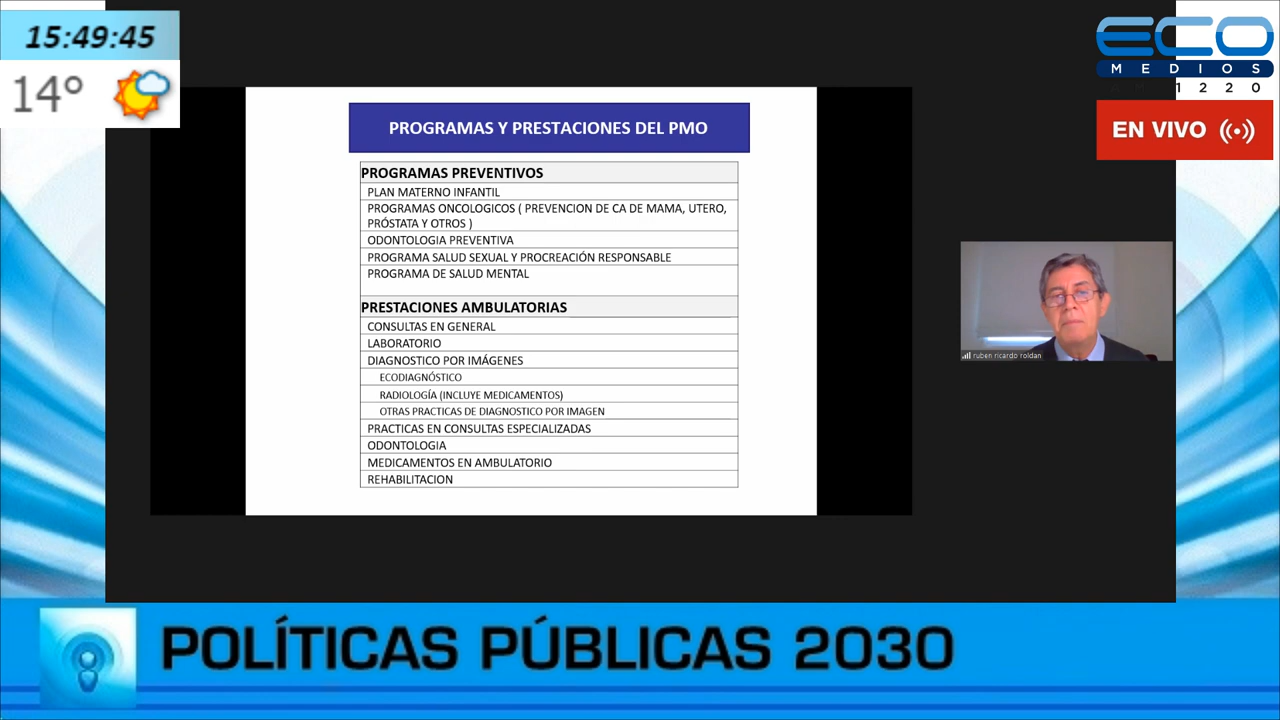 15:49:45
14°
ECO
MEDIOS
AM 1220
EN VIVO
PROGRAMAS Y PRESTACIONES DEL PMO
PROGRAMAS PREVENTIVOS
PLAN MATERNO INFANTIL
PROGRAMAS ONCOLOGICOS ( PREVENCION DE CA DE MAMA, UTERO,
PRÓSTATA Y OTROS )
ODONTOLOGIA PREVENTIVA
PROGRAMA SALUD SEXUAL Y PROCREACIÓN RESPONSABLE
PROGRAMA DE SALUD MENTAL
PRESTACIONES AMBULATORIAS
CONSULTAS EN GENERAL
LABORATORIO
DIAGNOSTICO POR IMÁGENES
ECODIAGNÓSTICO
RADIOLOGÍA (INCLUYE MEDICAMENTOS)
OTRAS PRACTICAS DE DIAGNOSTICO POR IMAGEN
PRACTICAS EN CONSULTAS ESPECIALIZADAS
ODONTOLOGIA
MEDICAMENTOS EN AMBULATORIO
REHABILITACION
ruben ricardo roldan
POLÍTICAS PÚBLICAS 2030